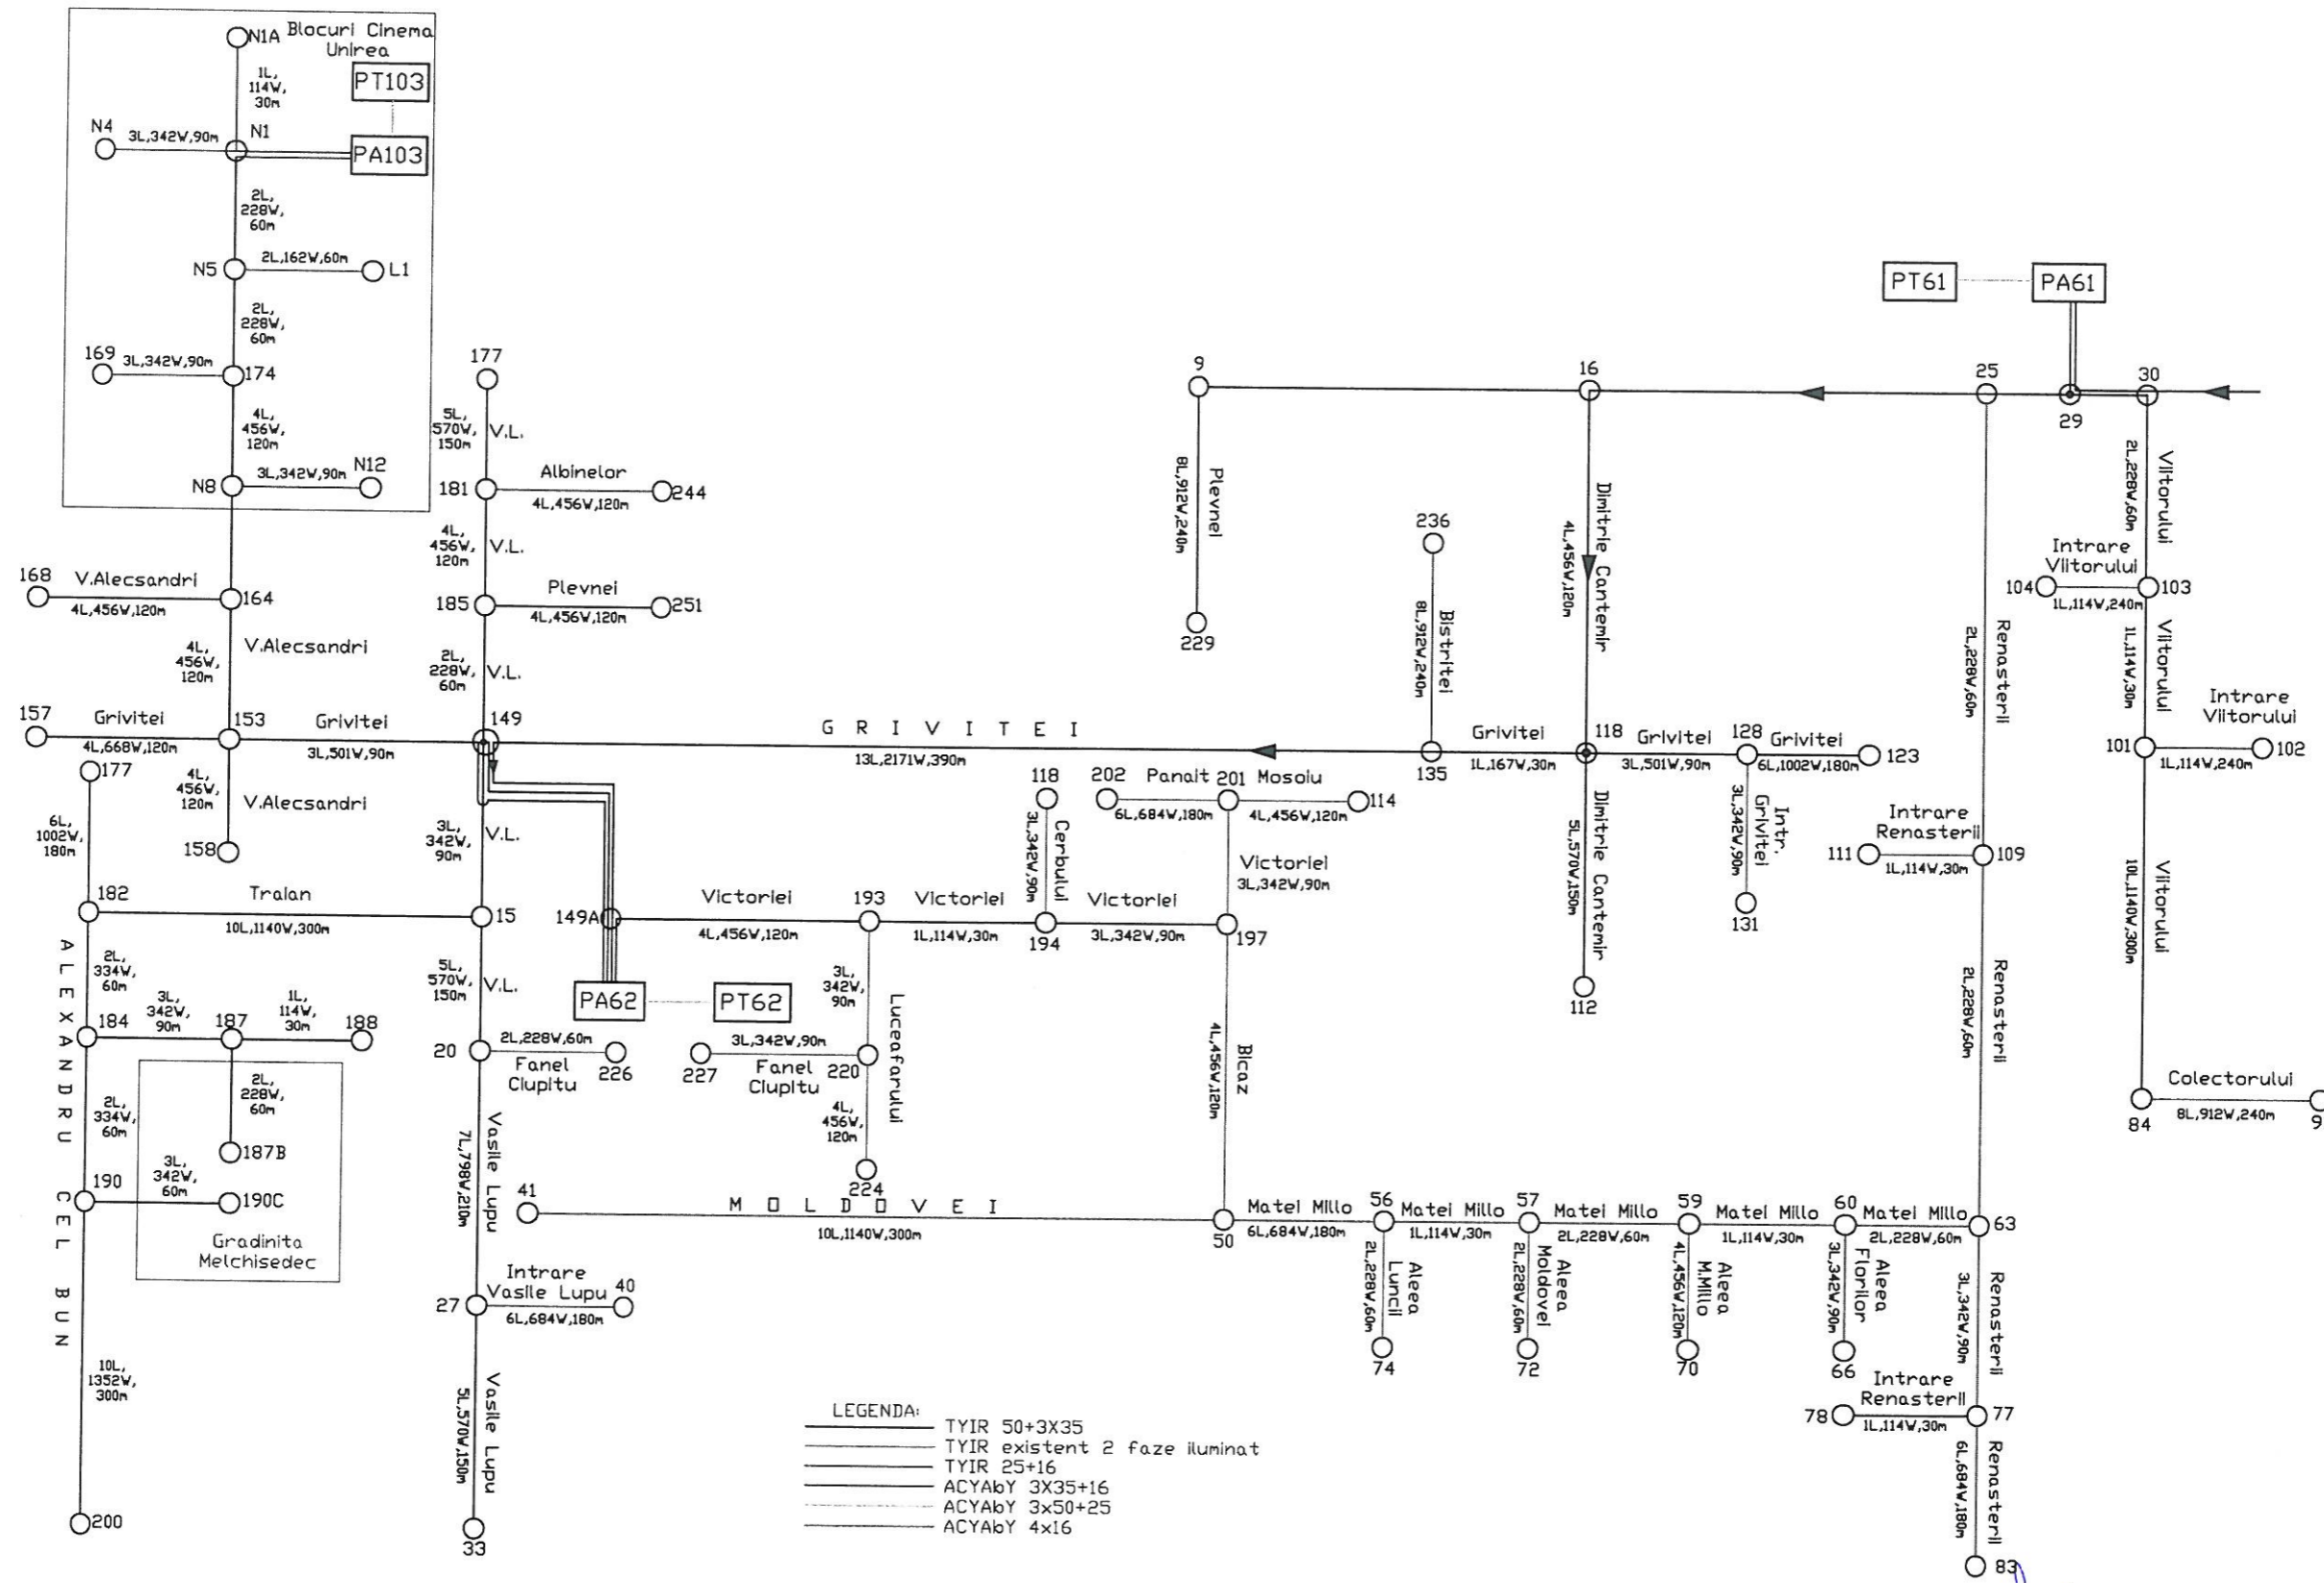 N1A
Blocuri Cinema
Unirea
PT103
1L,
114W,
30m
N4
3L,342W,90m
N1
PA103
2L,
228W,
60m
N5
2L,162W,60m
L1
2L,
228W,
60m
169
3L,342W,90m
174
4L,
456W,
120m
N8
3L,342W,90m
N12
177
5L,
570W,
150m
V.L.
181
Albinelor
4L,456W,120m
244
4L,
456W,
120m
V.L.
185
Plevnei
4L,456W,120m
251
2L,
228W,
60m
V.L.
168
V.Alecsandri
4L,456W,120m
164
4L,
456W,
120m
V.Alecsandri
157
Grivitei
4L,668W,120m
153
Grivitei
3L,501W,90m
149
4L,
456W,
120m
V.Alecsandri
158
177
6L,
1002W,
180m
3L,
342W,
90m
V.L.
182
Traian
10L,1140W,300m
15
ALEXANDRU CEL BUN
2L,
334W,
60m
184
3L,
342W,
90m
187
1L,
114W,
30m
188
2L,
228W,
60m
187B
2L,
334W,
60m
190
3L,
342W,
60m
190C
Gradinita
Melchisedec
10L,
1352W,
300m
200
5L,
570W,
150m
V.L.
20
2L,228W,60m
Fanel
Ciupitu
226
Vasile Lupu
7L,798W,210m
27
Intrare
Vasile Lupu
40
6L,684W,180m
Vasile Lupu
5L,570W,150m
33
GRIVITEI
13L,2171W,390m
149A
PA62
PT62
Victoriei
4L,456W,120m
193
Victoriei
1L,114W,30m
194
Victoriei
3L,342W,90m
197
118
Cerbului
3L,342W,90m
202
Panait
201
Mosoiu
114
6L,684W,180m
4L,456W,120m
Victoriei
3L,342W,90m
3L,
342W,
90m
Luceafarului
227
3L,342W,90m
Fanel
Ciupitu
220
4L,
456W,
120m
224
Bicaz
4L,456W,120m
41
MOLDOVEI
10L,1140W,300m
50
Matei Millo
6L,684W,180m
56
Matei Millo
1L,114W,30m
57
Matei Millo
2L,228W,60m
59
Matei Millo
1L,114W,30m
60
Matei Millo
2L,228W,60m
63
Aleea
Luncii
2L,228W,60m
74
Aleea
Moldovei
2L,228W,60m
72
Aleea
M.Millo
4L,456W,120m
70
Aleea
Florilor
3L,342W,90m
66
9
Plevnei
8L,912W,240m
229
16
Dimitrie Cantemir
4L,456W,120m
236
Bistritei
8L,912W,240m
135
Grivitei
1L,167W,30m
118
Grivitei
3L,501W,90m
128
Grivitei
6L,1002W,180m
123
Intr.
Grivitei
3L,342W,90m
131
Dimitrie Cantemir
5L,570W,150m
112
PT61
PA61
25
29
30
Renasterii
2L,228W,60m
Intrare
Renasterii
111
1L,114W,30m
109
Renasterii
2L,228W,60m
Renasterii
3L,342W,90m
Intrare
Renasterii
78
1L,114W,30m
77
Renasterii
6L,684W,180m
83
Viitorului
2L,228W,60m
Intrare
Viitorului
104
1L,114W,240m
103
Viitorului
1L,114W,30m
Intrare
Viitorului
101
1L,114W,240m
102
Viitorului
10L,1140W,300m
84
Colectorului
8L,912W,240m
9
LEGENDA:
TYIR 50+3X35
TYIR existent 2 faze iluminat
TYIR 25+16
ACYAbY 3X35+16
ACYAbY 3x50+25
ACYAbY 4x16